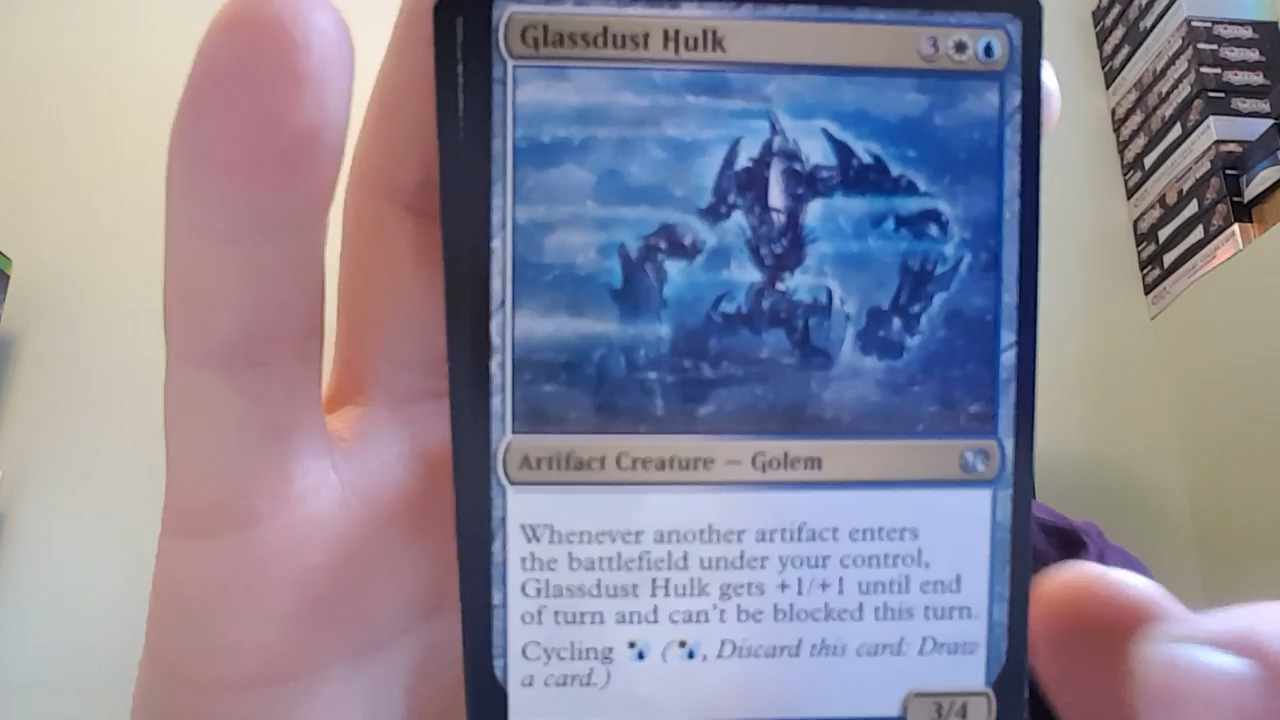 Glassdust Hulk 3
Artifact Creature — Golem
Whenever another artifact enters
the battlefield under your control,
Glassdust Hulk gets +1/+1 until end
of turn and can't be blocked this turn.
Cycling ( , Discard this card: Draw
a card.)
3/4